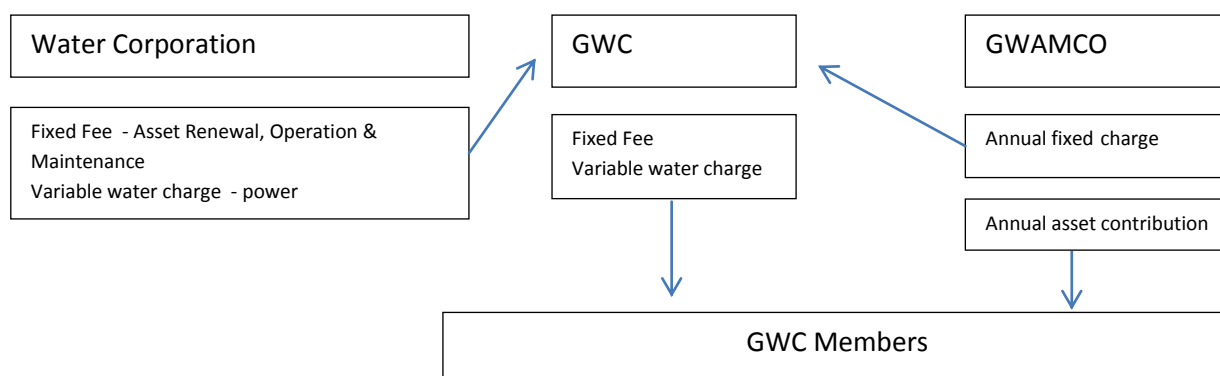 Water Corporation
GWC
GWAMCO
Fixed Fee - Asset Renewal, Operation &
Maintenance
Variable water charge - power
Fixed Fee
Variable water charge
Annual fixed charge
Annual asset contribution
GWC Members